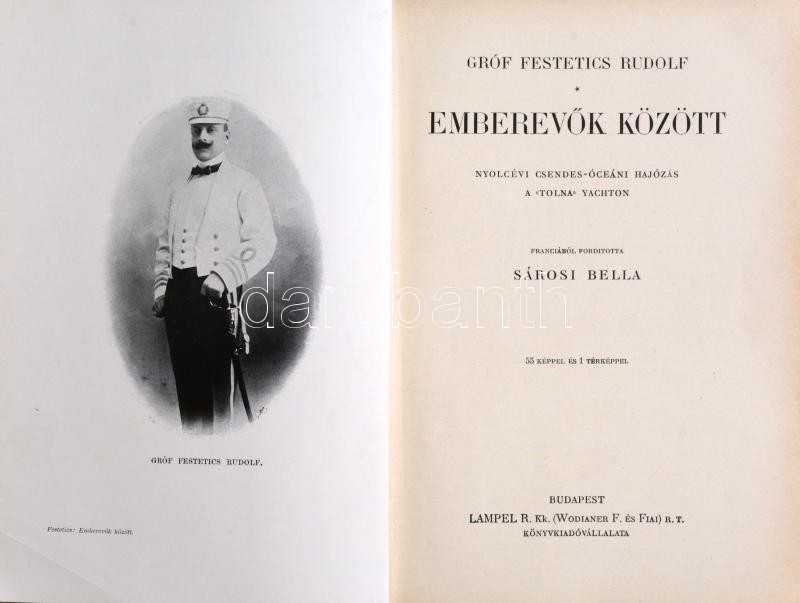 GRÓF FESTETICS RUDOLF.
Festetics: Emberevők között.
GRÓF FESTETICS RUDOLF
*
EMBEREVŐK KÖZÖTT
NYOLCÉVI CSENDES-ÓCEÁNI HAJÓZÁS
A «TOLNA» YACHTON
FRANCIÁBÓL FORDITOTTA
SÁROSI BELLA
55 KÉPPEL ÉS 1 TÉRKÉPPEL
BUDAPEST
LAMPEL R. KK. (WODIANER F. ÉS FIAI) R. T.
KÖNYVKIADÓVÁLLALATA
darabanth